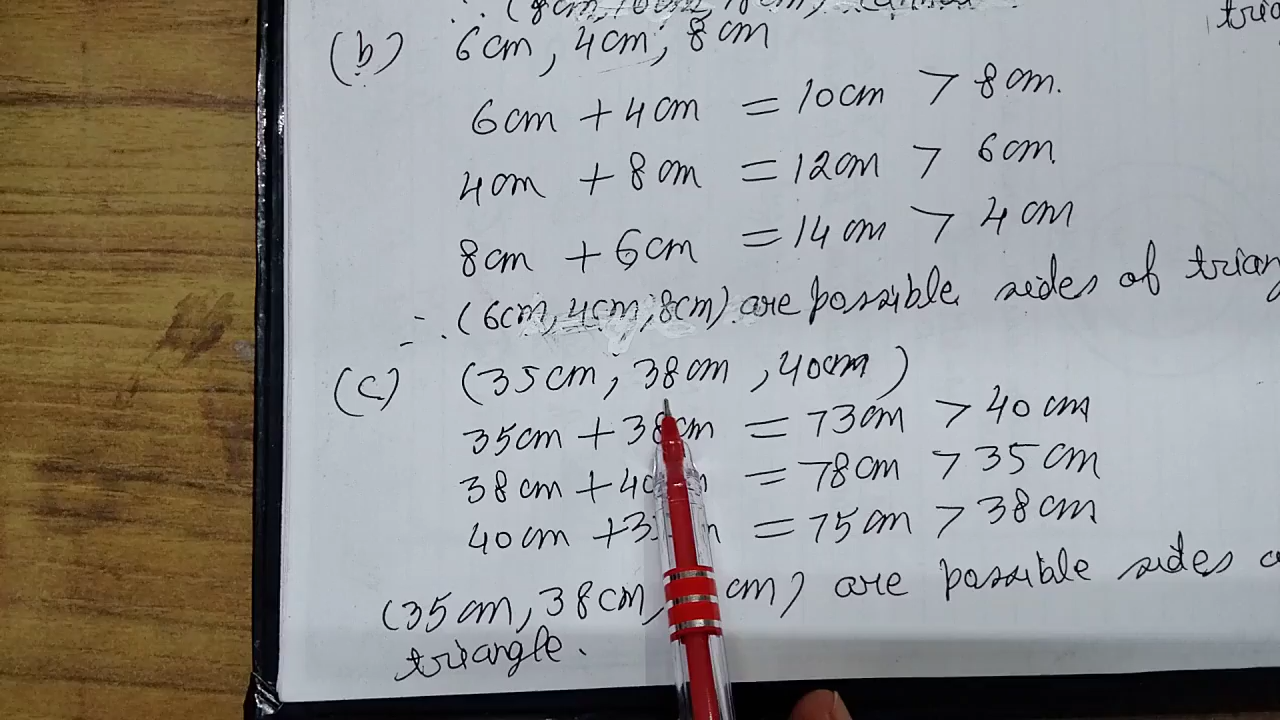 ∴ (8cm,
(b) 6cm, 4cm, 8cm
6cm + 4cm = 10cm > 8cm.
4cm + 8cm = 12cm > 6cm.
8cm + 6cm = 14cm > 4cm
∴ (6cm, 4cm, 8cm) are possible sides of triang
(c) (35cm, 38cm, 40cm)
35cm + 38cm = 73cm > 40cm
38cm + 40 = 78cm > 35cm
40cm + 3 = 75cm > 38cm
(35cm, 38cm, cm) are possible sides o
triangle.